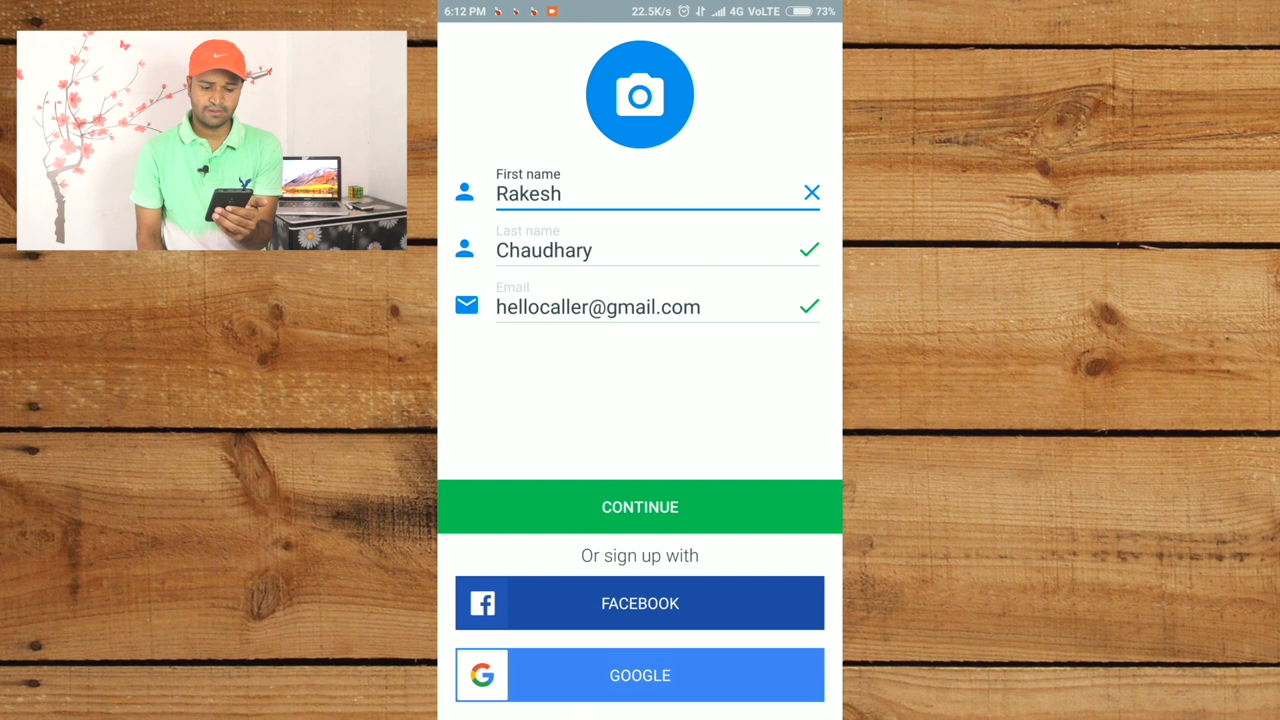 6:12 PM 22.5K/s 4G VoLTE 73%
First name
Rakesh
Last name
Chaudhary
Email
hellocaller@gmail.com
CONTINUE
Or sign up with
FACEBOOK
GOOGLE